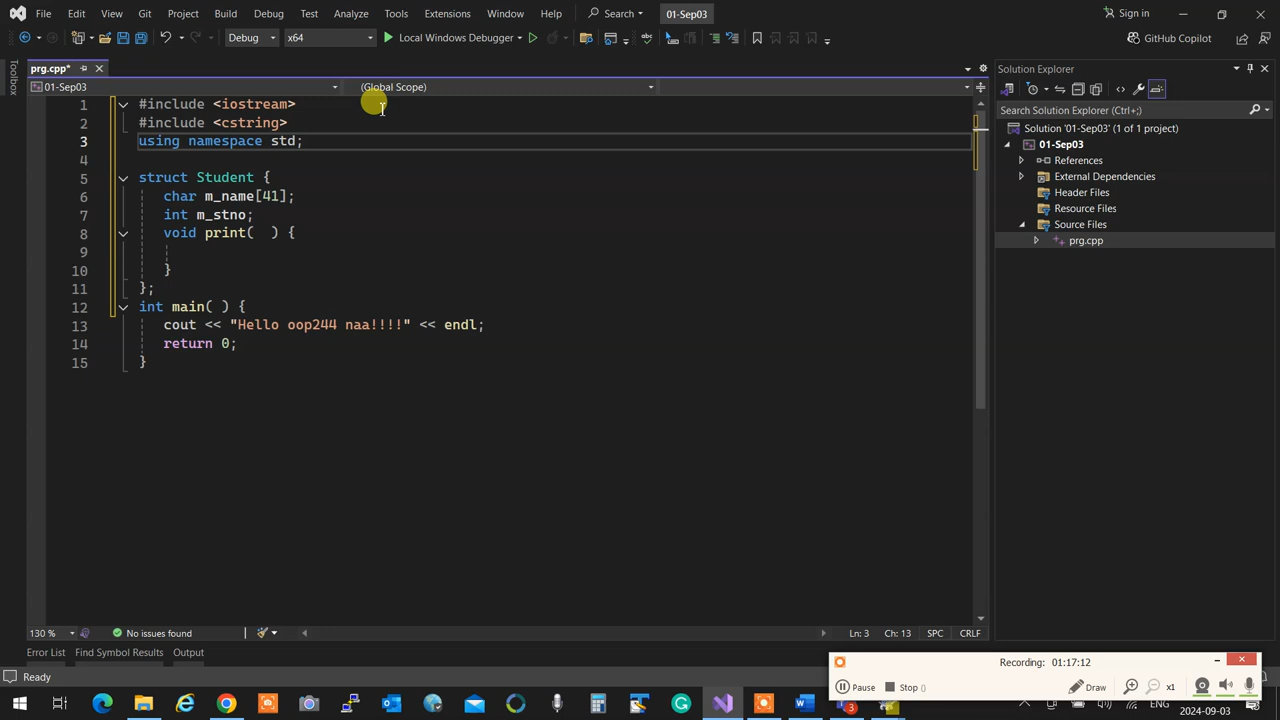 File Edit View Git Project Build Debug Test Analyze Tools Extensions Window Help Search 01-Sep03 Sign in
Debug x64 Local Windows Debugger GitHub Copilot
Toolbox
prg.cpp*
01-Sep03 (Global Scope)
1 #include <iostream>
2 #include <cstring>
3 using namespace std;
4
5 struct Student {
6 char m_name[41];
7 int m_stno;
8 void print(  ) {
9
10 }
11 };
12 int main( ) {
13 cout << "Hello oop244 naa!!!!" << endl;
14 return 0;
15 }
Solution Explorer
Search Solution Explorer (Ctrl+;)
Solution '01-Sep03' (1 of 1 project)
01-Sep03
References
External Dependencies
Header Files
Resource Files
Source Files
prg.cpp
130 % No issues found Ln: 3 Ch: 13 SPC CRLF
Error List Find Symbol Results Output
Ready
Recording: 01:17:12
Pause Stop () Draw x1
3 ENG 2024-09-03